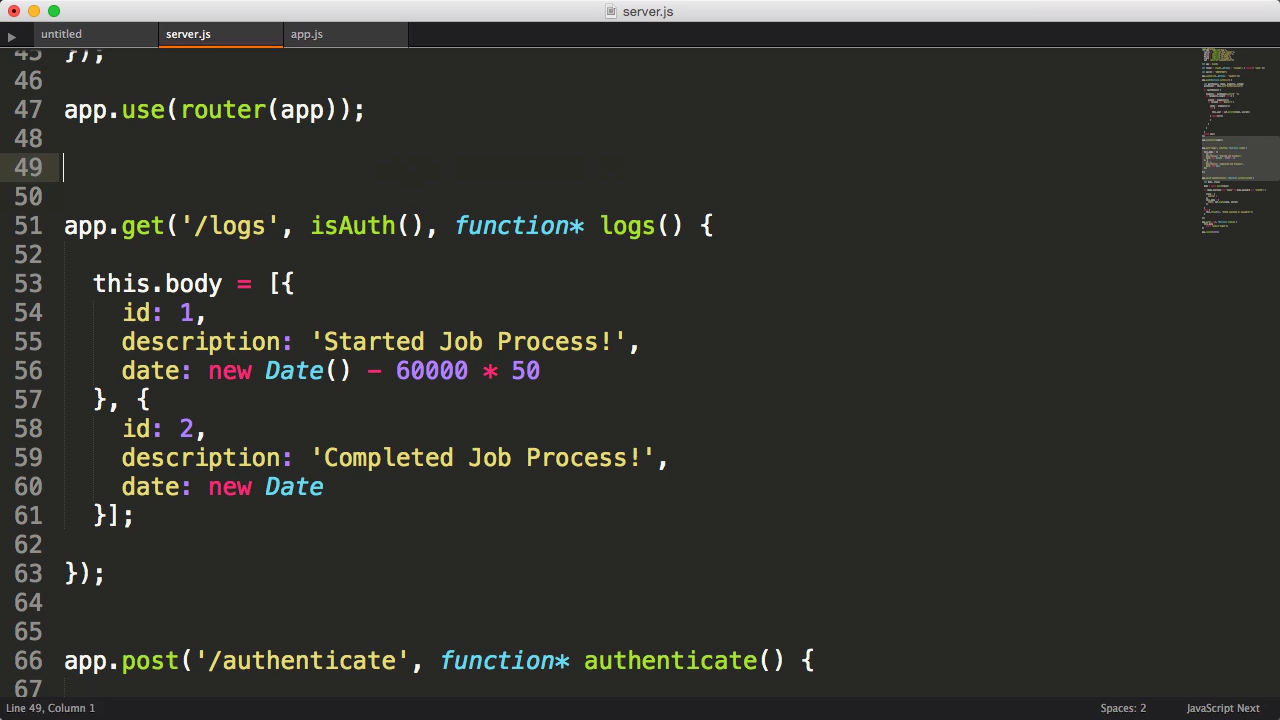 server.js
untitled
server.js
app.js
45 });
46
47 app.use(router(app));
48
49
50
51 app.get('/logs', isAuth(), function* logs() {
52
53   this.body = [{
54     id: 1,
55     description: 'Started Job Process!',
56     date: new Date() - 60000 * 50
57   }, {
58     id: 2,
59     description: 'Completed Job Process!',
60     date: new Date
61   }];
62
63 });
64
65
66 app.post('/authenticate', function* authenticate() {
67
Line 49, Column 1
Spaces: 2
JavaScript Next